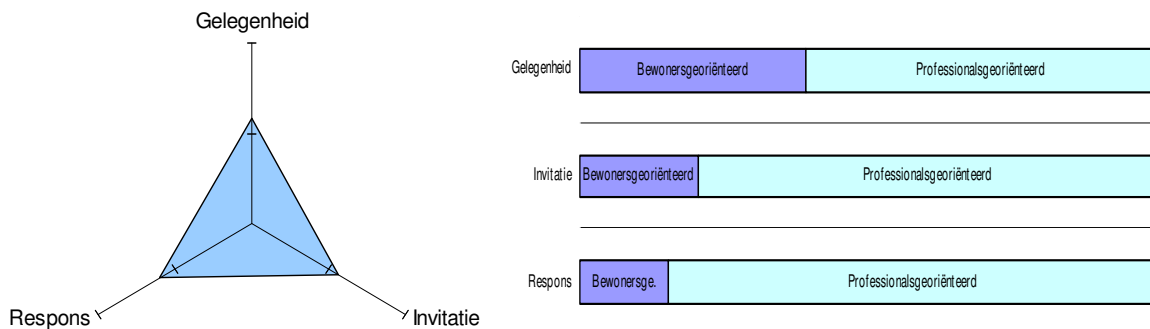 Gelegenheid
Respons
Invitatie
Gelegenheid Bewonersgeoriënteerd Professionalsgeoriënteerd
Invitatie Bewonersgeoriënteerd Professionalsgeoriënteerd
Respons Bewonersge. Professionalsgeoriënteerd